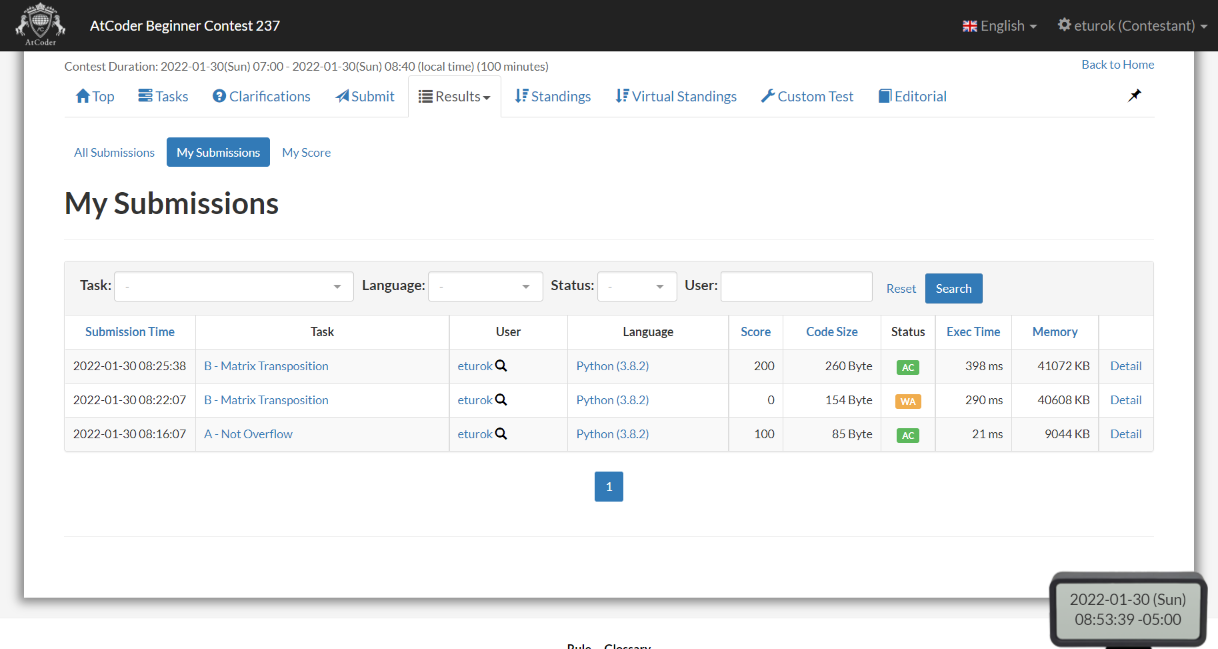 AtCoder
AtCoder Beginner Contest 237
English
eturok (Contestant)
Contest Duration: 2022-01-30(Sun) 07:00 - 2022-01-30(Sun) 08:40 (local time) (100 minutes)
Back to Home
Top Tasks Clarifications Submit Results Standings Virtual Standings Custom Test Editorial
All Submissions My Submissions My Score
My Submissions
Task: - Language: - Status: - User: Reset Search
Submission Time Task User Language Score Code Size Status Exec Time Memory
2022-01-30 08:25:38 B - Matrix Transposition eturok Python (3.8.2) 200 260 Byte AC 398 ms 41072 KB Detail
2022-01-30 08:22:07 B - Matrix Transposition eturok Python (3.8.2) 0 154 Byte WA 290 ms 40608 KB Detail
2022-01-30 08:16:07 A - Not Overflow eturok Python (3.8.2) 100 85 Byte AC 21 ms 9044 KB Detail
1
2022-01-30 (Sun)
08:53:39 -05:00
Rule Glossary